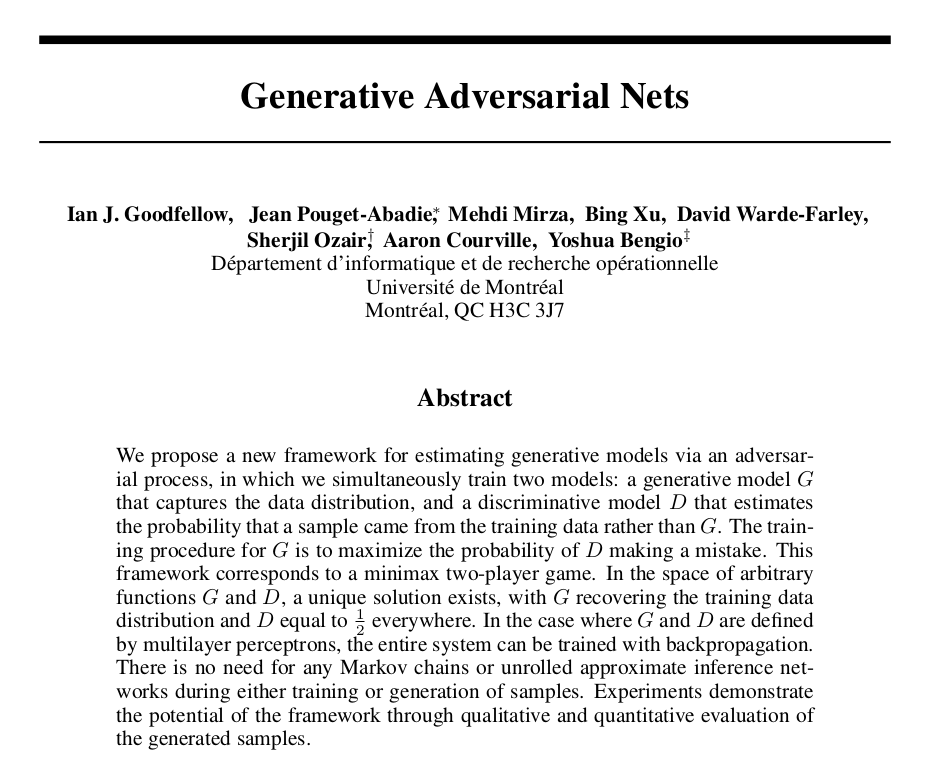 Generative Adversarial Nets
Ian J. Goodfellow, Jean Pouget-Abadie,* Mehdi Mirza, Bing Xu, David Warde-Farley,
Sherjil Ozair,† Aaron Courville, Yoshua Bengio‡
Département d'informatique et de recherche opérationnelle
Université de Montréal
Montréal, QC H3C 3J7
Abstract
We propose a new framework for estimating generative models via an adversar-
ial process, in which we simultaneously train two models: a generative model G
that captures the data distribution, and a discriminative model D that estimates
the probability that a sample came from the training data rather than G. The train-
ing procedure for G is to maximize the probability of D making a mistake. This
framework corresponds to a minimax two-player game. In the space of arbitrary
functions G and D, a unique solution exists, with G recovering the training data
distribution and D equal to 1/2 everywhere. In the case where G and D are defined
by multilayer perceptrons, the entire system can be trained with backpropagation.
There is no need for any Markov chains or unrolled approximate inference net-
works during either training or generation of samples. Experiments demonstrate
the potential of the framework through qualitative and quantitative evaluation of
the generated samples.